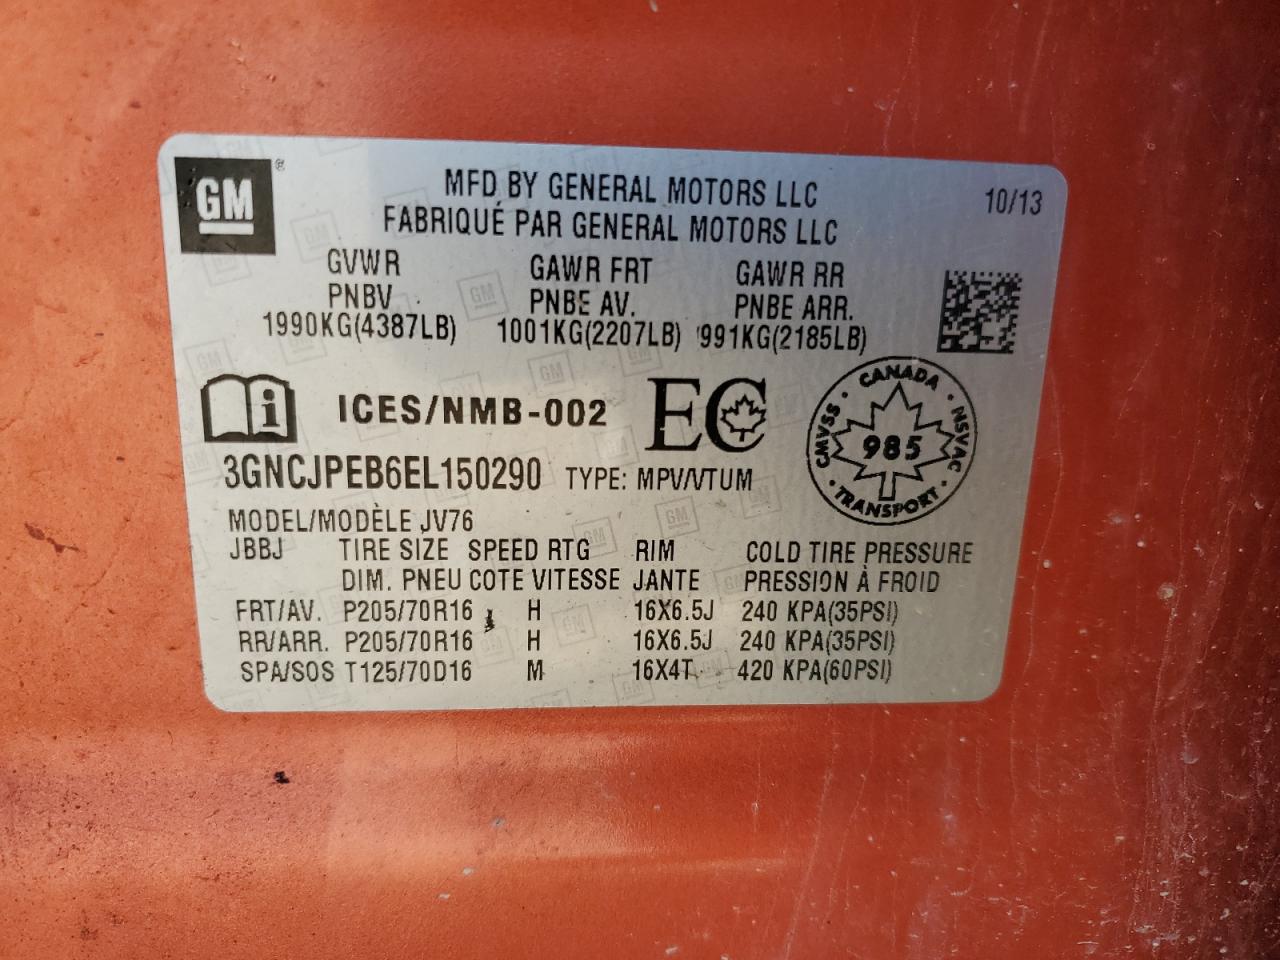 GM®
MFD BY GENERAL MOTORS LLC 10/13
FABRIQUÉ PAR GENERAL MOTORS LLC
GVWR GAWR FRT GAWR RR
PNBV PNBE AV. PNBE ARR.
1990KG(4387LB) 1001KG(2207LB) 991KG(2185LB)
ICES/NMB-002 EC
CANADA
CMVSS 985 NSVAC
TRANSPORT
3GNCJPEB6EL150290 TYPE: MPV/VTUM
MODEL/MODÈLE JV76
JBBJ TIRE SIZE SPEED RTG RIM COLD TIRE PRESSURE
DIM. PNEU COTE VITESSE JANTE PRESSION À FROID
FRT/AV. P205/70R16 H 16X6.5J 240 KPA(35PSI)
RR/ARR. P205/70R16 H 16X6.5J 240 KPA(35PSI)
SPA/SOS T125/70D16 M 16X4T 420 KPA(60PSI)